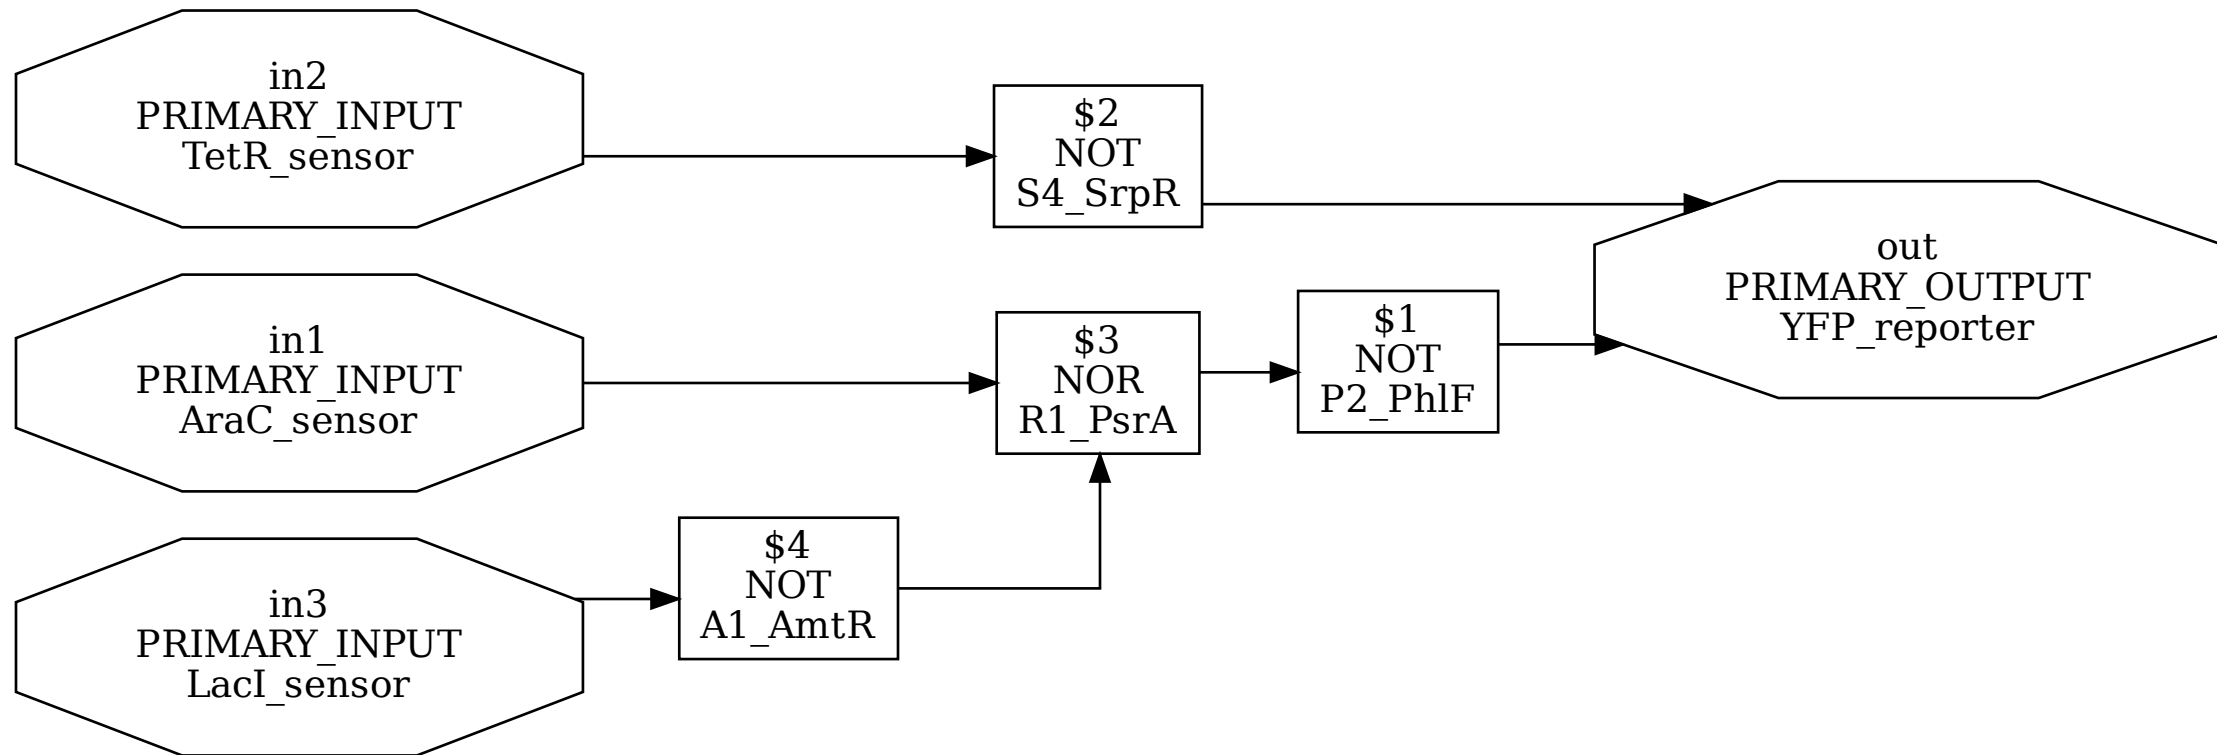 in2
PRIMARY_INPUT
TetR_sensor
$2
NOT
S4_SrpR
out
PRIMARY_OUTPUT
YFP_reporter
in1
PRIMARY_INPUT
AraC_sensor
$3
NOR
R1_PsrA
$1
NOT
P2_PhlF
in3
PRIMARY_INPUT
LacI_sensor
$4
NOT
A1_AmtR